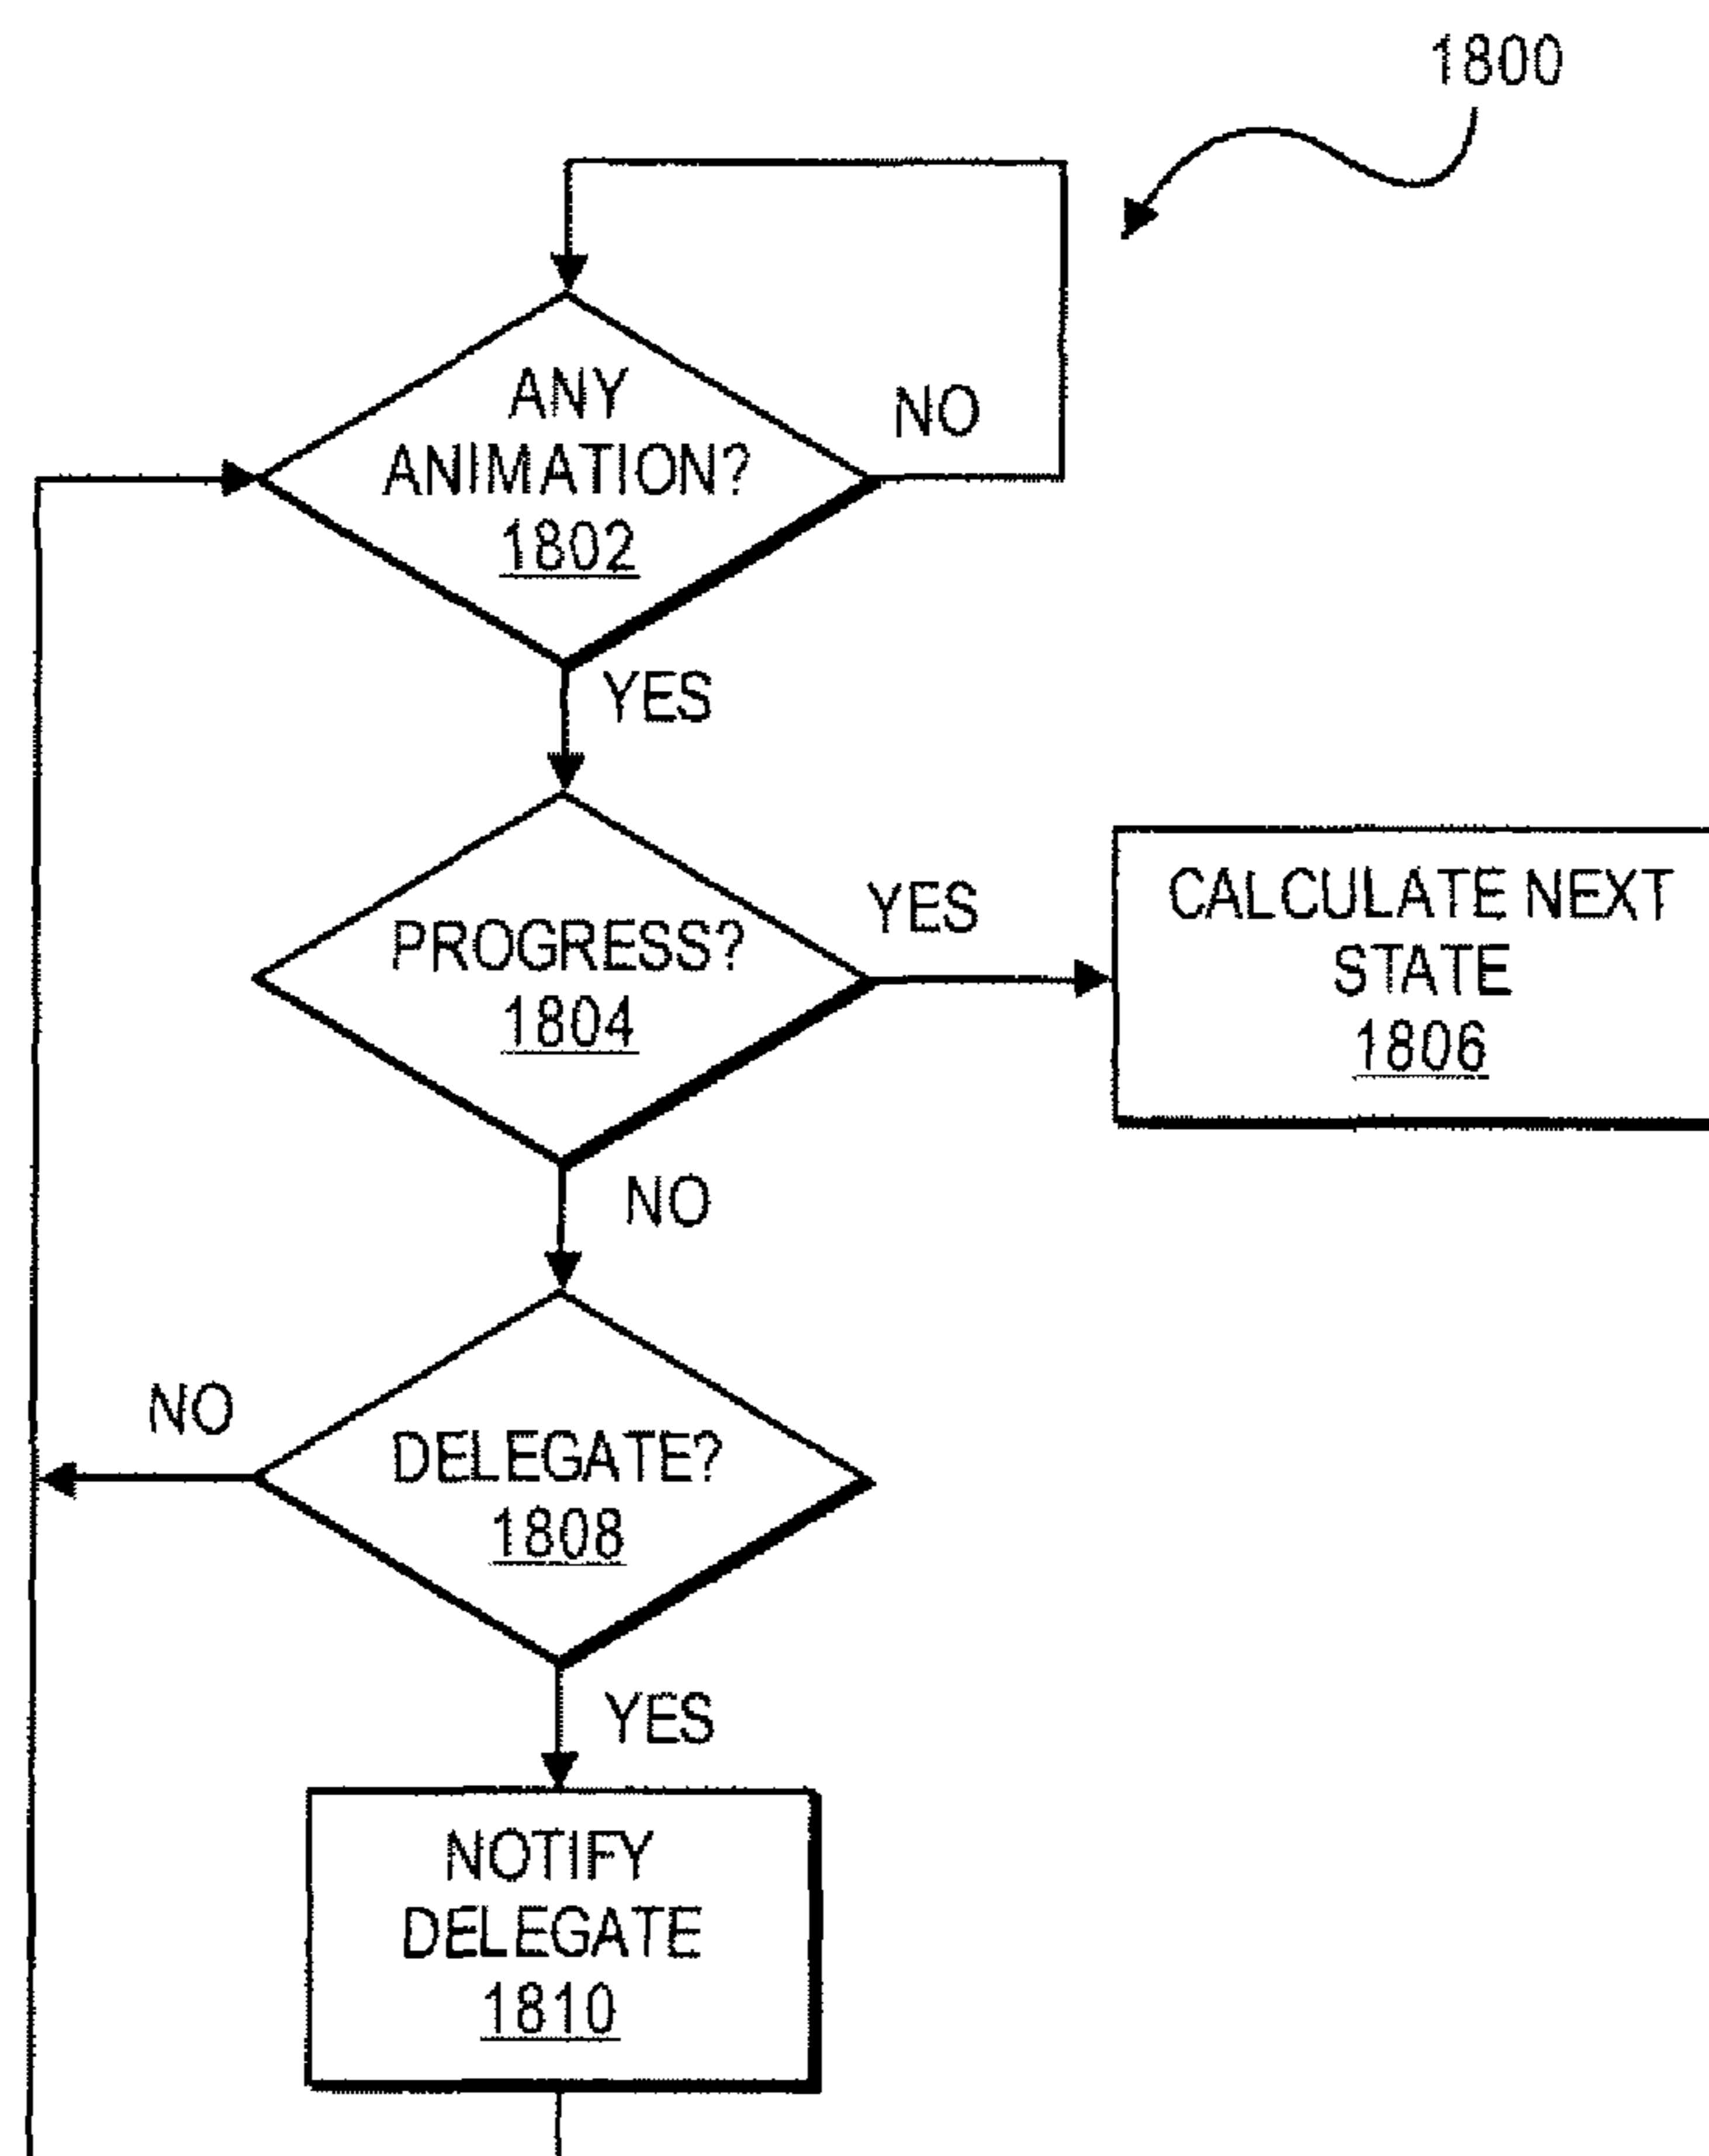 1800
ANY
ANIMATION?
1802
NO
YES
PROGRESS?
1804
YES
CALCULATE NEXT
STATE
1806
NO
DELEGATE?
1808
NO
YES
NOTIFY
DELEGATE
1810